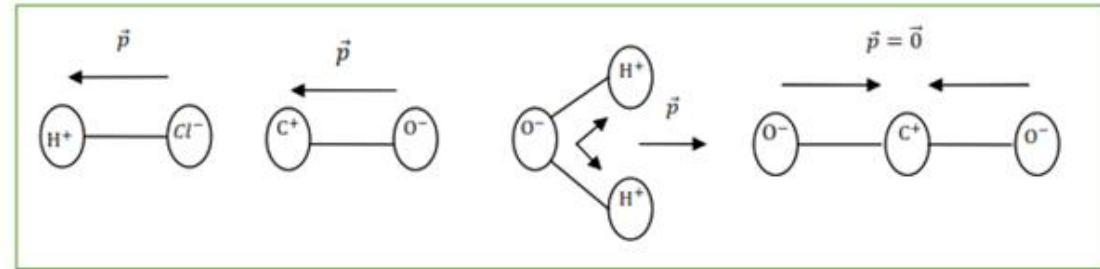 p⃗
H⁺ Cl⁻
p⃗
C⁺ O⁻
H⁺
O⁻ p⃗
H⁺
p⃗ = 0⃗
O⁻ C⁺ O⁻